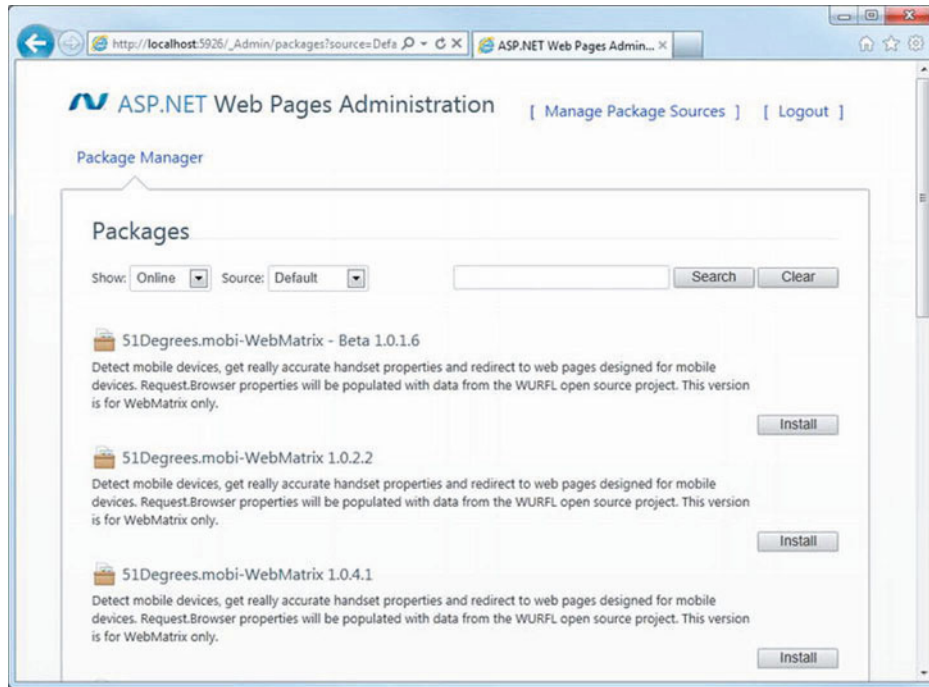 http://localhost:5926/_Admin/packages?source=Defa
ASP.NET Web Pages Admin...
ASP.NET Web Pages Administration
[ Manage Package Sources ] [ Logout ]
Package Manager
Packages
Show: Online Source: Default Search Clear
51Degrees.mobi-WebMatrix - Beta 1.0.1.6
Detect mobile devices, get really accurate handset properties and redirect to web pages designed for mobile
devices. Request.Browser properties will be populated with data from the WURFL open source project. This version
is for WebMatrix only.
Install
51Degrees.mobi-WebMatrix 1.0.2.2
Detect mobile devices, get really accurate handset properties and redirect to web pages designed for mobile
devices. Request.Browser properties will be populated with data from the WURFL open source project. This version
is for WebMatrix only.
Install
51Degrees.mobi-WebMatrix 1.0.4.1
Detect mobile devices, get really accurate handset properties and redirect to web pages designed for mobile
devices. Request.Browser properties will be populated with data from the WURFL open source project. This version
is for WebMatrix only.
Install